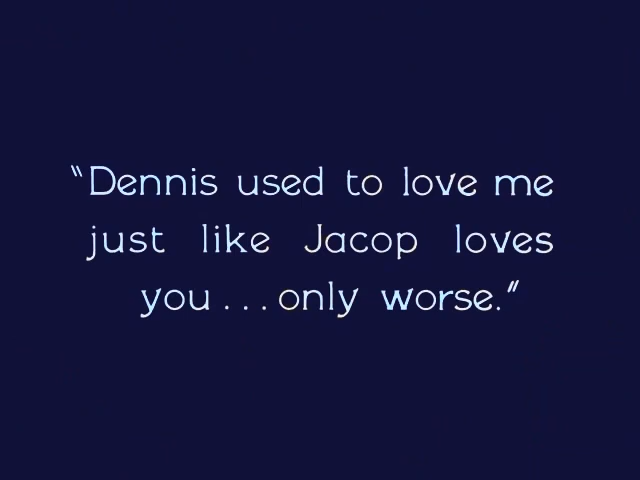 “Dennis used to love me
just like Jacop loves
you...only worse.”